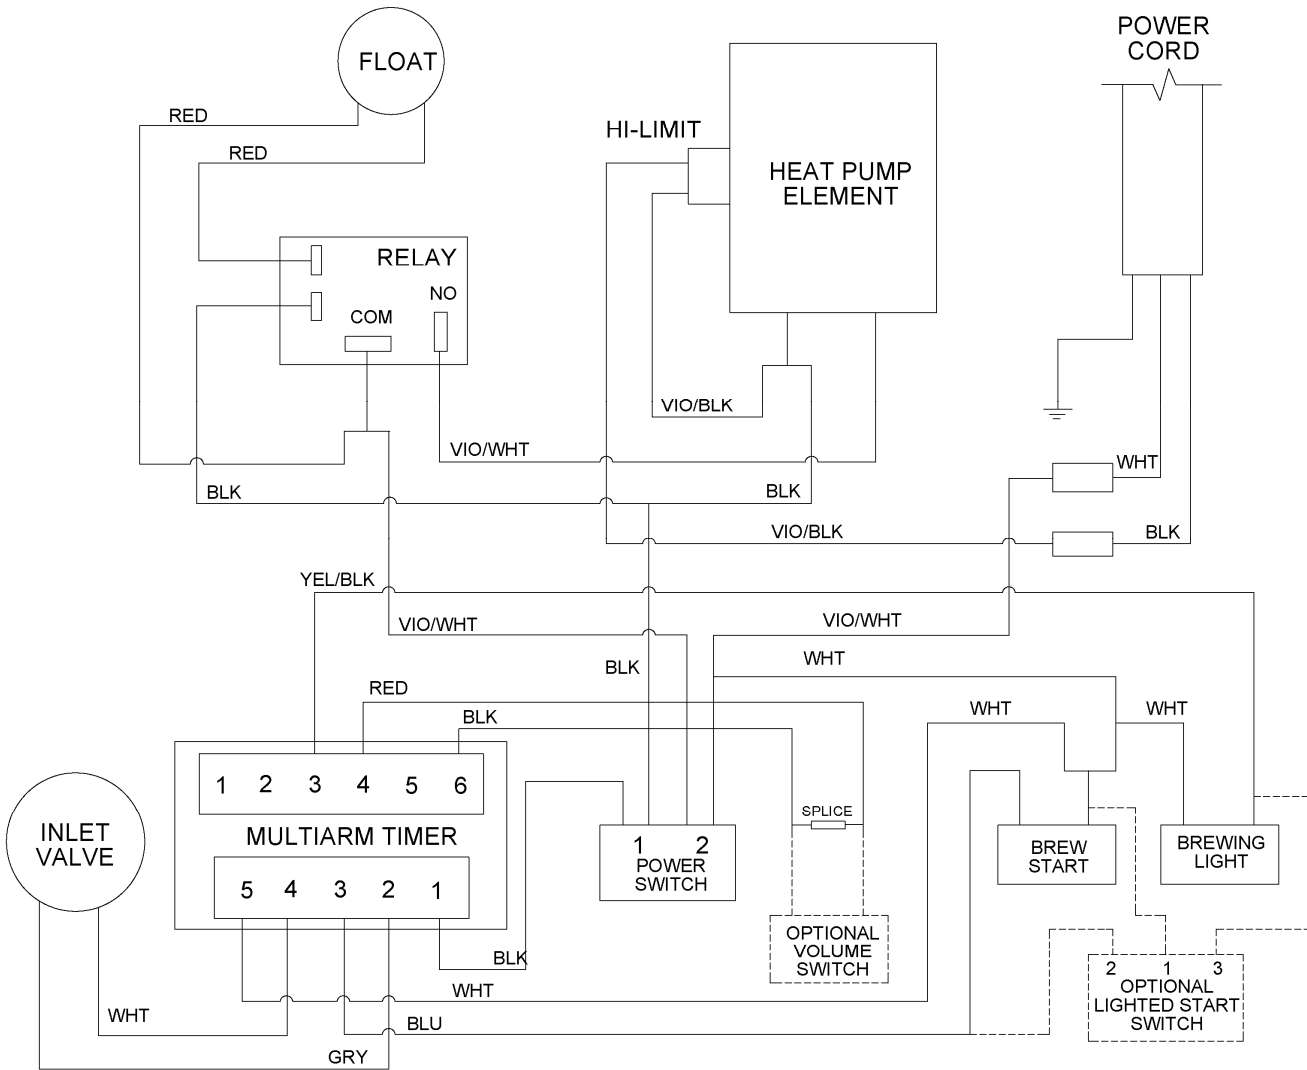 POWER
CORD
FLOAT
RED
HI-LIMIT
RED
HEAT PUMP
ELEMENT
RELAY
NO
COM
VIO/BLK
VIO/WHT
WHT
BLK
BLK
VIO/BLK
BLK
YEL/BLK
VIO/WHT
VIO/WHT
WHT
BLK
RED
BLK
WHT
WHT
1 2 3 4 5 6
SPLICE
INLET
VALVE
MULTIARM TIMER
1 2
POWER
SWITCH
BREW
START
BREWING
LIGHT
5 4 3 2 1
OPTIONAL
VOLUME
SWITCH
BLK
2 1 3
OPTIONAL
LIGHTED START
SWITCH
WHT
WHT
BLU
GRY